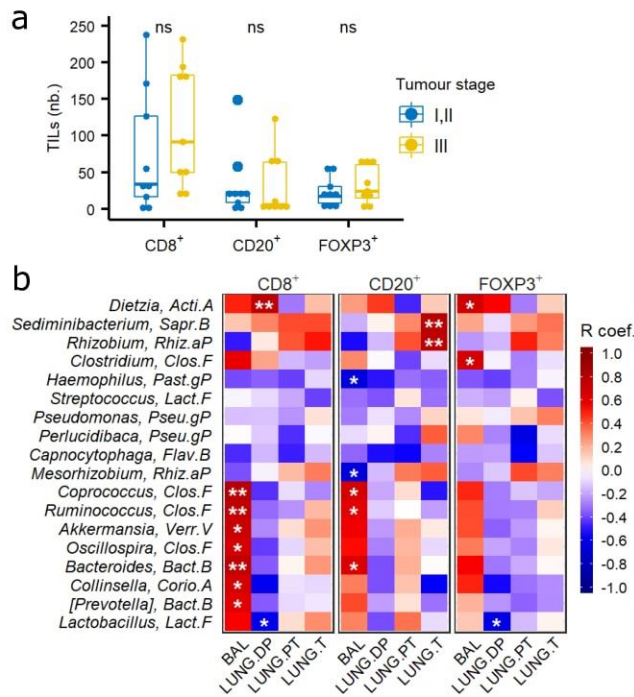 a
250
200
150
100
50
0
TILs (nb.)
ns ns ns
CD8⁺ CD20⁺ FOXP3⁺
Tumour stage
I,II
III
b
CD8⁺ CD20⁺ FOXP3⁺
Dietzia, Acti.A
Sediminibacterium, Sapr.B
Rhizobium, Rhiz.aP
Clostridium, Clos.F
Haemophilus, Past.gP
Streptococcus, Lact.F
Pseudomonas, Pseu.gP
Perlucidibaca, Pseu.gP
Capnocytophaga, Flav.B
Mesorhizobium, Rhiz.aP
Coprococcus, Clos.F
Ruminococcus, Clos.F
Akkermansia, Verr.V
Oscillospira, Clos.F
Bacteroides, Bact.B
Collinsella, Corio.A
[Prevotella], Bact.B
Lactobacillus, Lact.F
** *
**
**
*
*
*
** *
** *
*
*
** *
*
*
* *
BAL LUNG.DP LUNG.PT LUNG.T BAL LUNG.DP LUNG.PT LUNG.T BAL LUNG.DP LUNG.PT LUNG.T
R coef.
1.0
0.8
0.6
0.4
0.2
0.0
-0.2
-0.4
-0.6
-0.8
-1.0